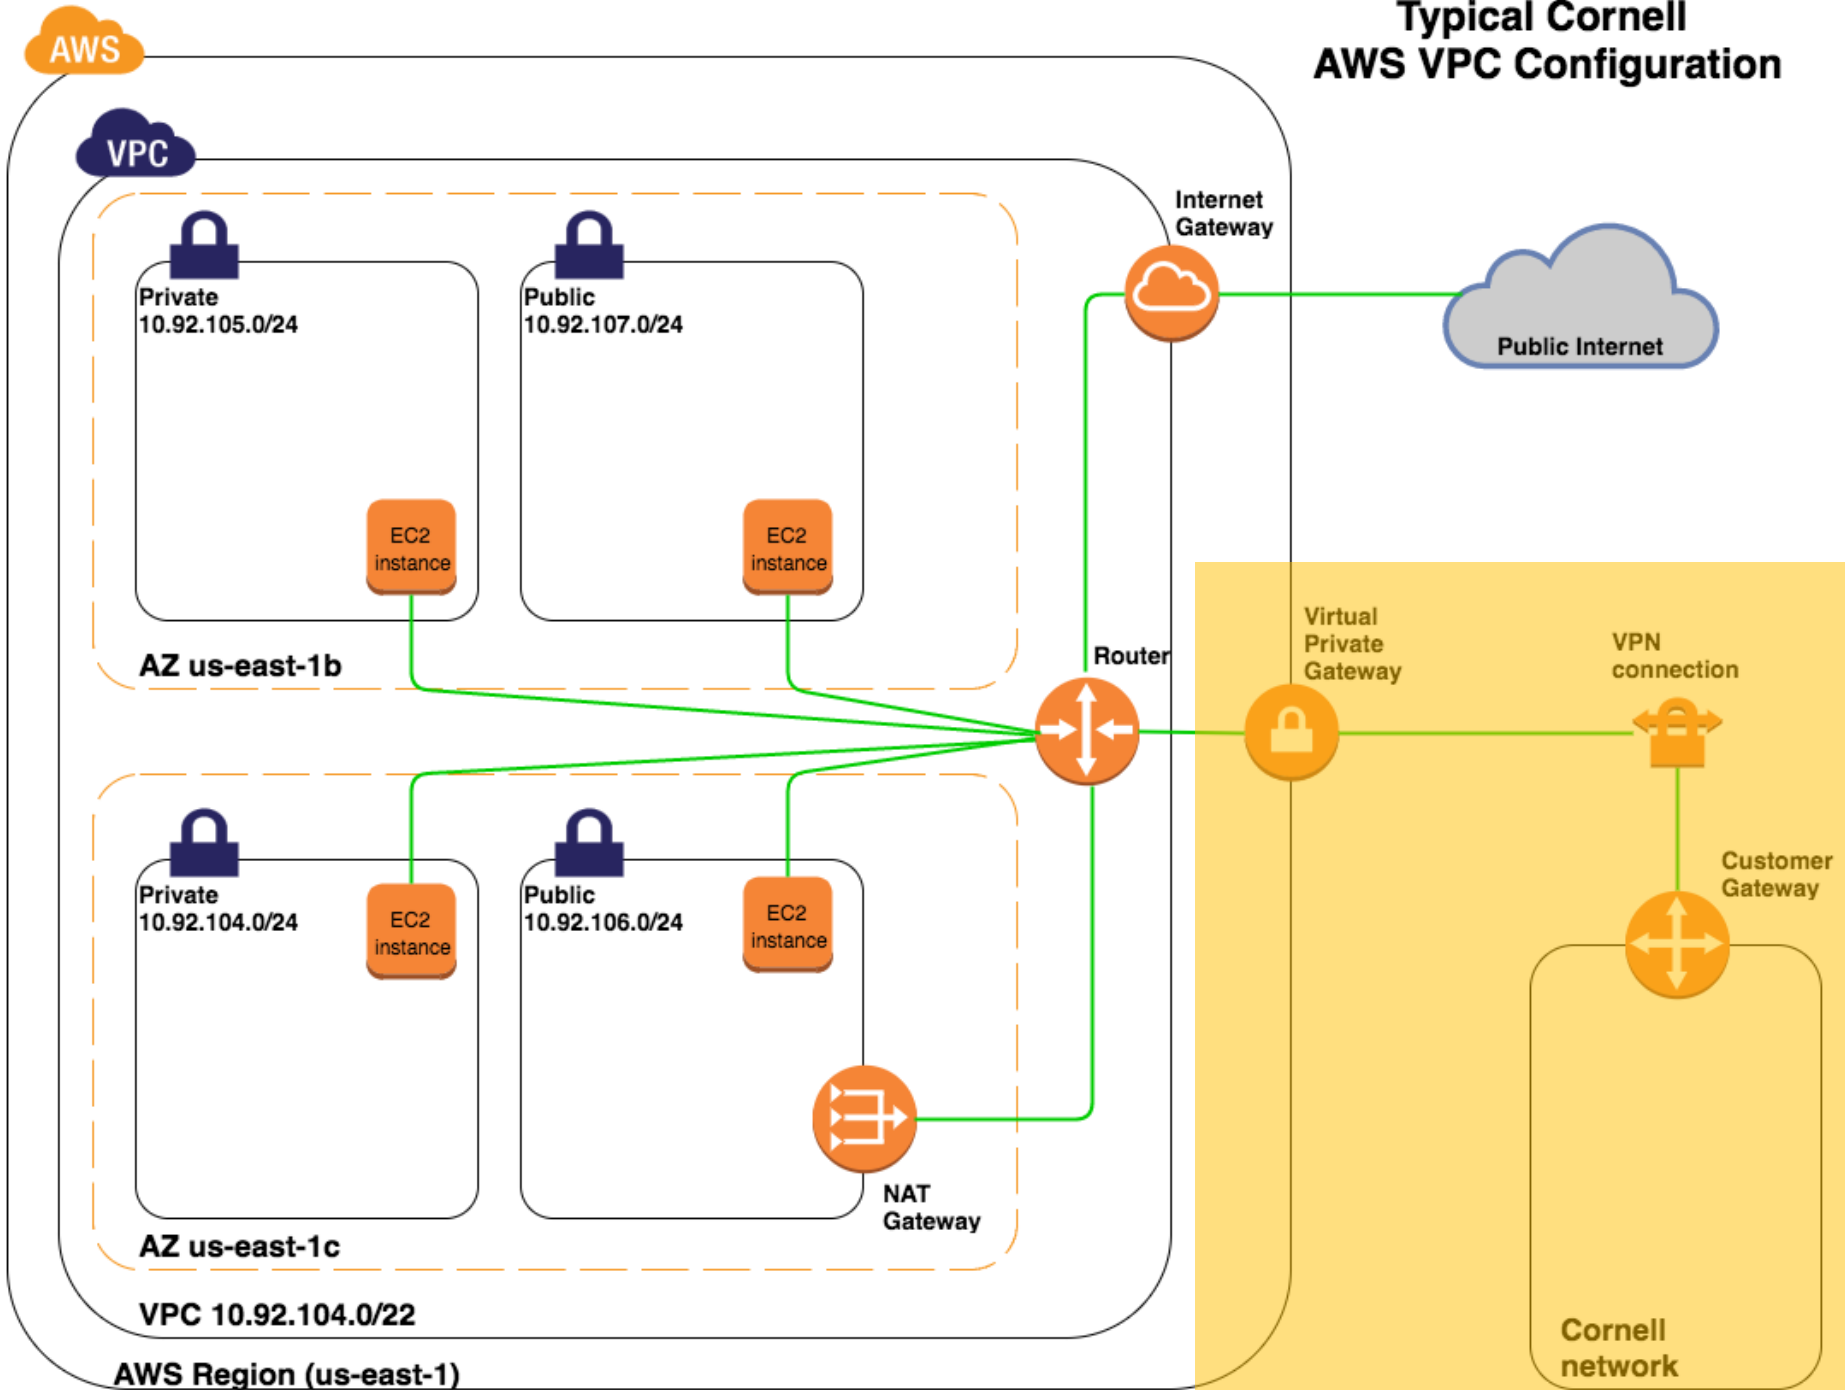 Typical Cornell
AWS VPC Configuration
AWS
VPC
Internet
Gateway
Public Internet
Private
10.92.105.0/24
Public
10.92.107.0/24
EC2
instance
EC2
instance
AZ us-east-1b
Router
Virtual
Private
Gateway
VPN
connection
Customer
Gateway
Private
10.92.104.0/24
EC2
instance
Public
10.92.106.0/24
EC2
instance
NAT
Gateway
AZ us-east-1c
VPC 10.92.104.0/22
AWS Region (us-east-1)
Cornell
network